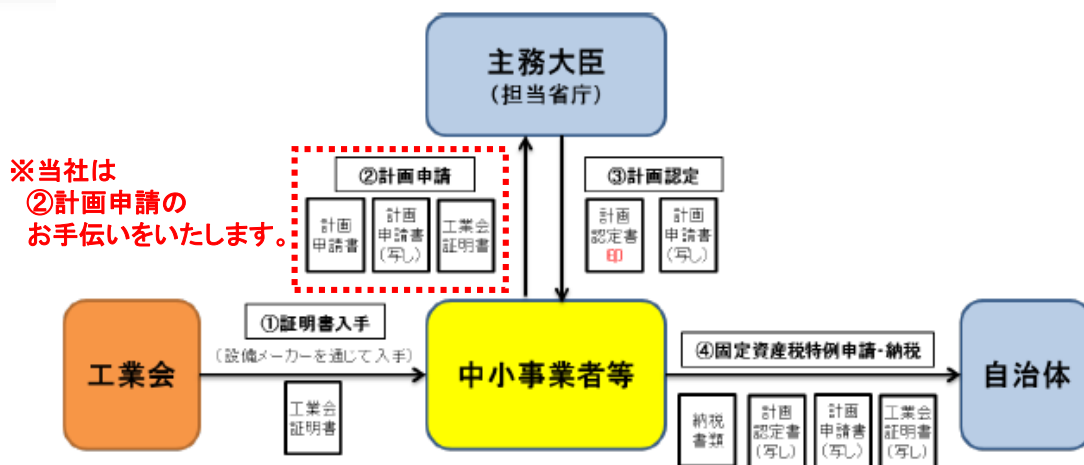 主務大臣
(担当省庁)
※当社は
②計画申請の
お手伝いをいたします。
②計画申請
計画
申請書
計画
申請書
(写し)
工業会
証明書
③計画認定
計画
認定書
印
計画
申請書
(写し)
工業会
①証明書入手
(設備メーカーを通じて入手)
工業会
証明書
中小事業者等
④固定資産税特例申請・納税
納税
書類
計画
認定書
(写し)
計画
申請書
(写し)
工業会
証明書
(写し)
自治体